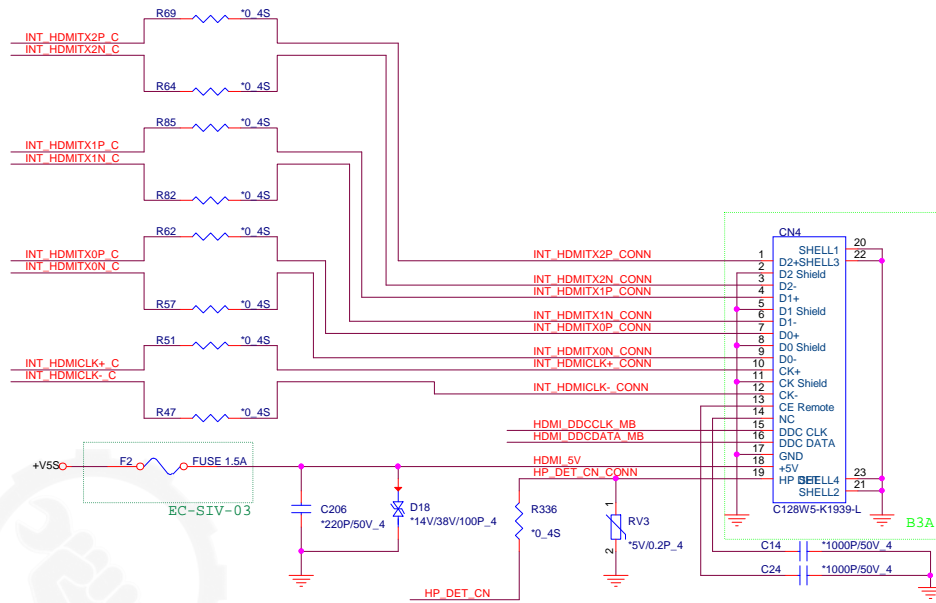 R69 *0_4S
INT_HDMITX2P_C
INT_HDMITX2N_C
R64 *0_4S
R85 *0_4S
INT_HDMITX1P_C
INT_HDMITX1N_C
R82 *0_4S
R62 *0_4S
INT_HDMITX0P_C
INT_HDMITX0N_C
R57 *0_4S
R51 *0_4S
INT_HDMICLK+_C
INT_HDMICLK-_C
R47 *0_4S
CN4
SHELL1 20
INT_HDMITX2P_CONN 1 D2+ SHELL3 22
2 D2 Shield
INT_HDMITX2N_CONN 3 D2-
INT_HDMITX1P_CONN 4 D1+
5 D1 Shield
INT_HDMITX1N_CONN 6 D1-
INT_HDMITX0P_CONN 7 D0+
8 D0 Shield
INT_HDMITX0N_CONN 9 D0-
INT_HDMICLK+_CONN 10 CK+
11 CK Shield
INT_HDMICLK-_CONN 12 CK-
13 CE Remote
14 NC
HDMI_DDCCLK_MB 15 DDC CLK
HDMI_DDCDATA_MB 16 DDC DATA
17 GND
+V5S F2 FUSE 1.5A HDMI_5V 18 +5V
HP_DET_CN_CONN 19 HP DET SHELL4 23
SHELL2 21
C128W5-K1939-L
EC-SIV-03
B3A
C206
*220P/50V_4
D18
*14V/38V/100P_4
R336
*0_4S
1
RV3
*5V/0.2P_4
2
C14 *1000P/50V_4
C24 *1000P/50V_4
HP_DET_CN